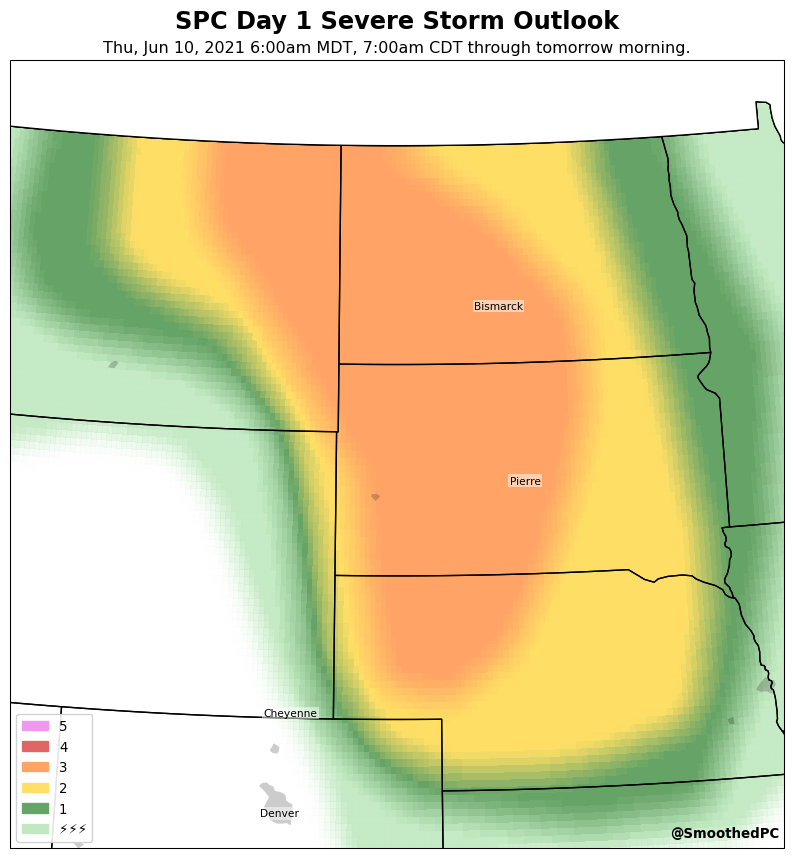 SPC Day 1 Severe Storm Outlook
Thu, Jun 10, 2021 6:00am MDT, 7:00am CDT through tomorrow morning.
Bismarck
Pierre
Cheyenne
5
4
3
2
1
⚡⚡⚡
Denver
@SmoothedPC